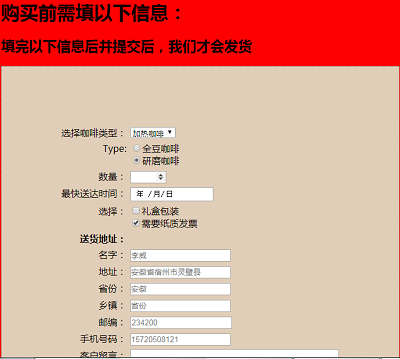 购买前需填以下信息：
填完以下信息后并提交后，我们才会发货
选择咖啡类型： 加热咖啡
Type: 全豆咖啡
研磨咖啡
数量：
最快送达时间： 年 /月/日
选择： 礼盒包装
需要纸质发票
送货地址：
名字： 李威
地址： 安徽省宿州市灵璧县
省份： 安徽
乡镇： 省份
邮编： 234200
手机号码： 15720508121
客户留言：